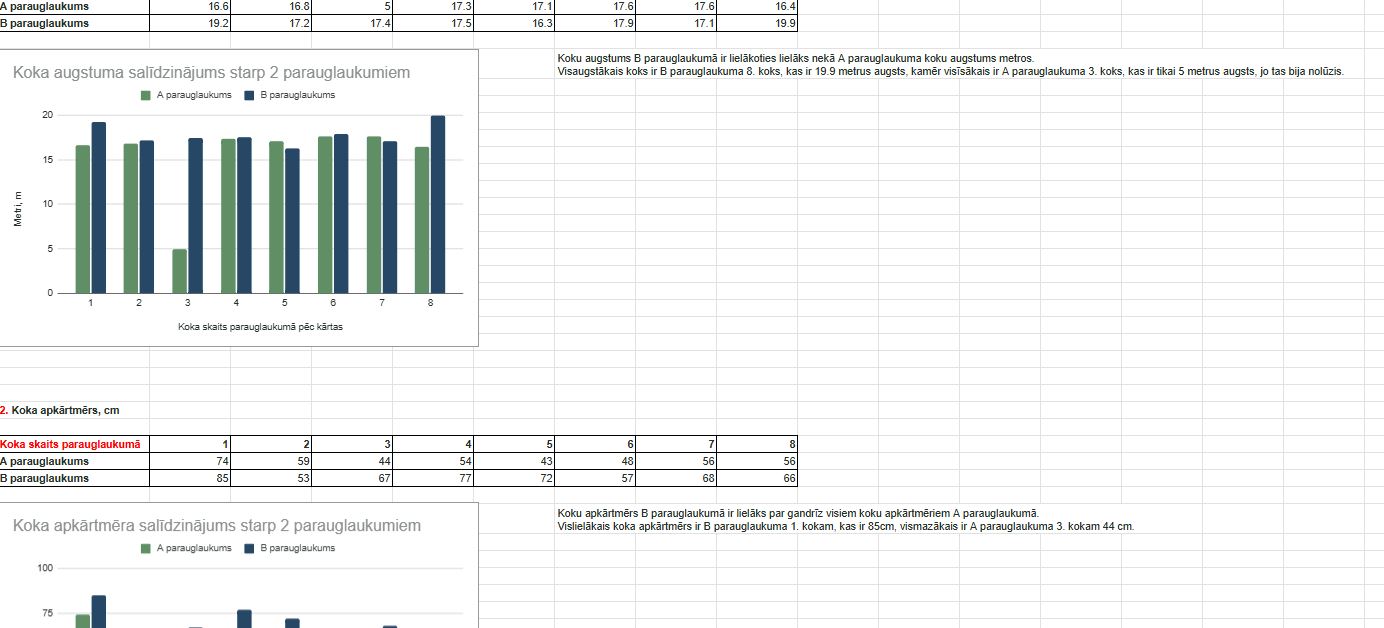 A parauglaukums 16.6 16.8 5 17.3 17.1 17.6 17.6 16.4
B parauglaukums 19.2 17.2 17.4 17.5 16.3 17.9 17.1 19.9
Koka augstuma salīdzinājums starp 2 parauglaukumiem
A parauglaukums B parauglaukums
20
15
10
5
0
Metri, m
1 2 3 4 5 6 7 8
Koka skaits parauglaukumā pēc kārtas
Koku augstums B parauglaukumā ir lielākoties lielāks nekā A parauglaukuma koku augstums metros.
Visaugstākais koks ir B parauglaukuma 8. koks, kas ir 19.9 metrus augsts, kamēr visīsākais ir A parauglaukuma 3. koks, kas ir tikai 5 metrus augsts, jo tas bija nolūzis.
2. Koka apkārtmērs, cm
Koka skaits parauglaukumā 1 2 3 4 5 6 7 8
A parauglaukums 74 59 44 54 43 48 56 56
B parauglaukums 85 53 67 77 72 57 68 66
Koka apkārtmēra salīdzinājums starp 2 parauglaukumiem
A parauglaukums B parauglaukums
100
75
Koku apkārtmērs B parauglaukumā ir lielāks par gandrīz visiem koku apkārtmēriem A parauglaukumā.
Vislielākais koka apkārtmērs ir B parauglaukuma 1. kokam, kas ir 85cm, vismazākais ir A parauglaukuma 3. kokam 44 cm.